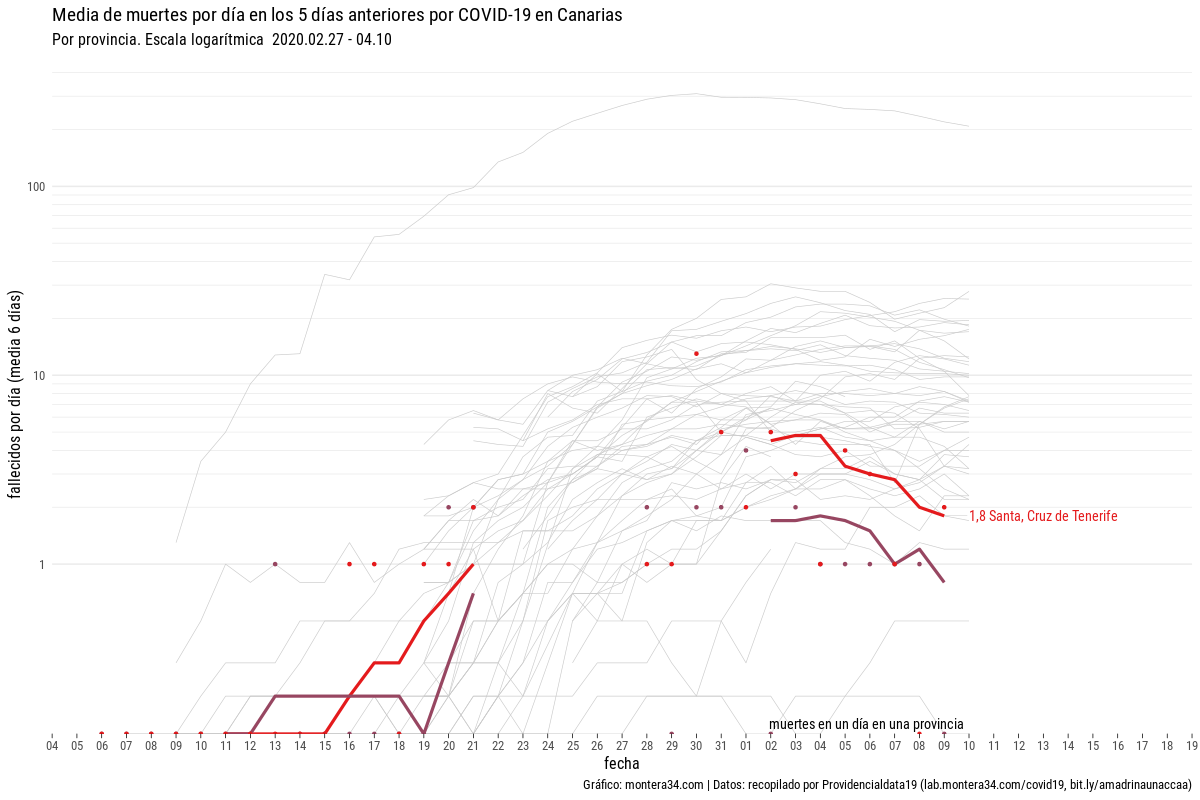 Media de muertes por día en los 5 días anteriores por COVID-19 en Canarias
Por provincia. Escala logarítmica 2020.02.27 - 04.10
fallecidos por día (media 6 días)
100
10
1
1,8 Santa, Cruz de Tenerife
muertes en un día en una provincia
04 05 06 07 08 09 10 11 12 13 14 15 16 17 18 19 20 21 22 23 24 25 26 27 28 29 30 31 01 02 03 04 05 06 07 08 09 10 11 12 13 14 15 16 17 18 19
fecha
Gráfico: montera34.com | Datos: recopilado por Providencialdata19 (lab.montera34.com/covid19, bit.ly/amadrinaunaccaa)